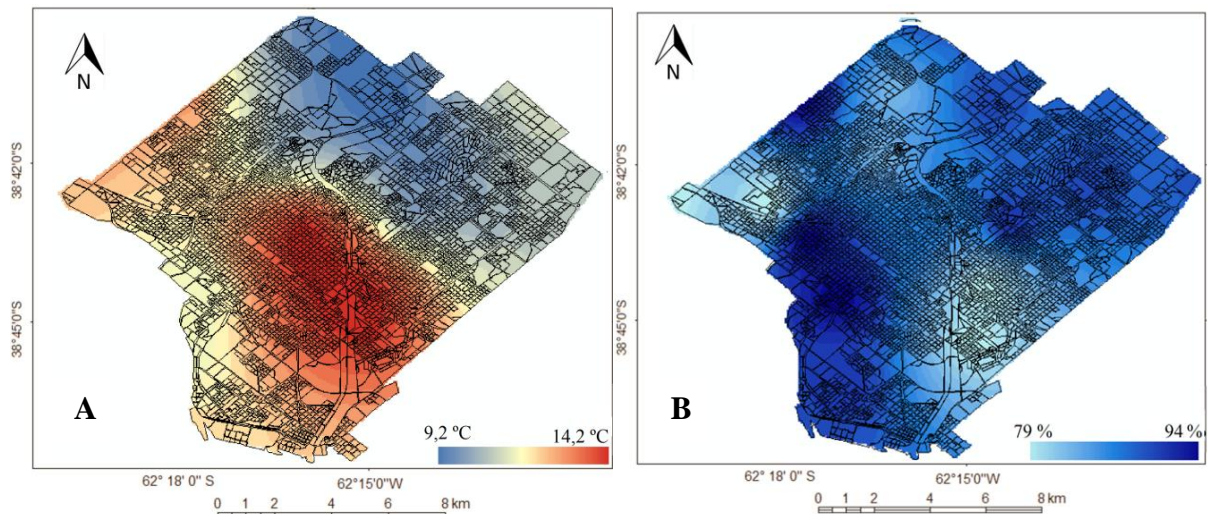 N
38°42'0"S
38°45'0"S
A
9,2 ºC
14,2 ºC
62° 18' 0" S
62°15'0"W
0 1 2 4 6 8 km
N
38°42'0"S
38°45'0"S
B
79 %
94 %
62° 18' 0" S
62°15'0"W
0 1 2 4 6 8 km